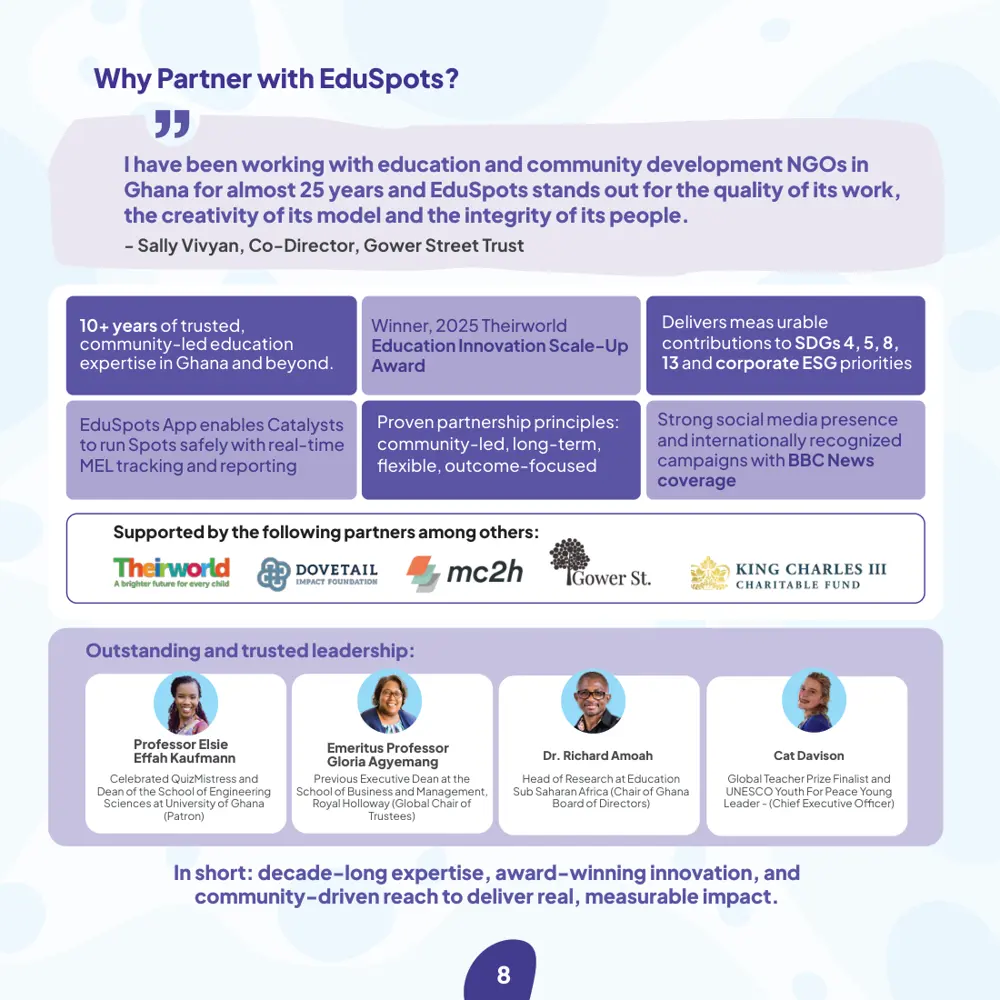 Why Partner with EduSpots?
”
I have been working with education and community development NGOs in
Ghana for almost 25 years and EduSpots stands out for the quality of its work,
the creativity of its model and the integrity of its people.
- Sally Vivyan, Co-Director, Gower Street Trust
10+ years of trusted,
community-led education
expertise in Ghana and beyond.
Winner, 2025 Theirworld
Education Innovation Scale-Up
Award
Delivers meas urable
contributions to SDGs 4, 5, 8,
13 and corporate ESG priorities
EduSpots App enables Catalysts
to run Spots safely with real-time
MEL tracking and reporting
Proven partnership principles:
community-led, long-term,
flexible, outcome-focused
Strong social media presence
and internationally recognized
campaigns with BBC News
coverage
Supported by the following partners among others:
Theirworld
A brighter future for every child
DOVETAIL
IMPACT FOUNDATION
mc2h
Gower St.
KING CHARLES III
CHARITABLE FUND
Outstanding and trusted leadership:
Professor Elsie
Effah Kaufmann
Celebrated QuizMistress and
Dean of the School of Engineering
Sciences at University of Ghana
(Patron)
Emeritus Professor
Gloria Agyemang
Previous Executive Dean at the
School of Business and Management,
Royal Holloway (Global Chair of
Trustees)
Dr. Richard Amoah
Head of Research at Education
Sub Saharan Africa (Chair of Ghana
Board of Directors)
Cat Davison
Global Teacher Prize Finalist and
UNESCO Youth For Peace Young
Leader - (Chief Executive Officer)
In short: decade-long expertise, award-winning innovation, and
community-driven reach to deliver real, measurable impact.
8